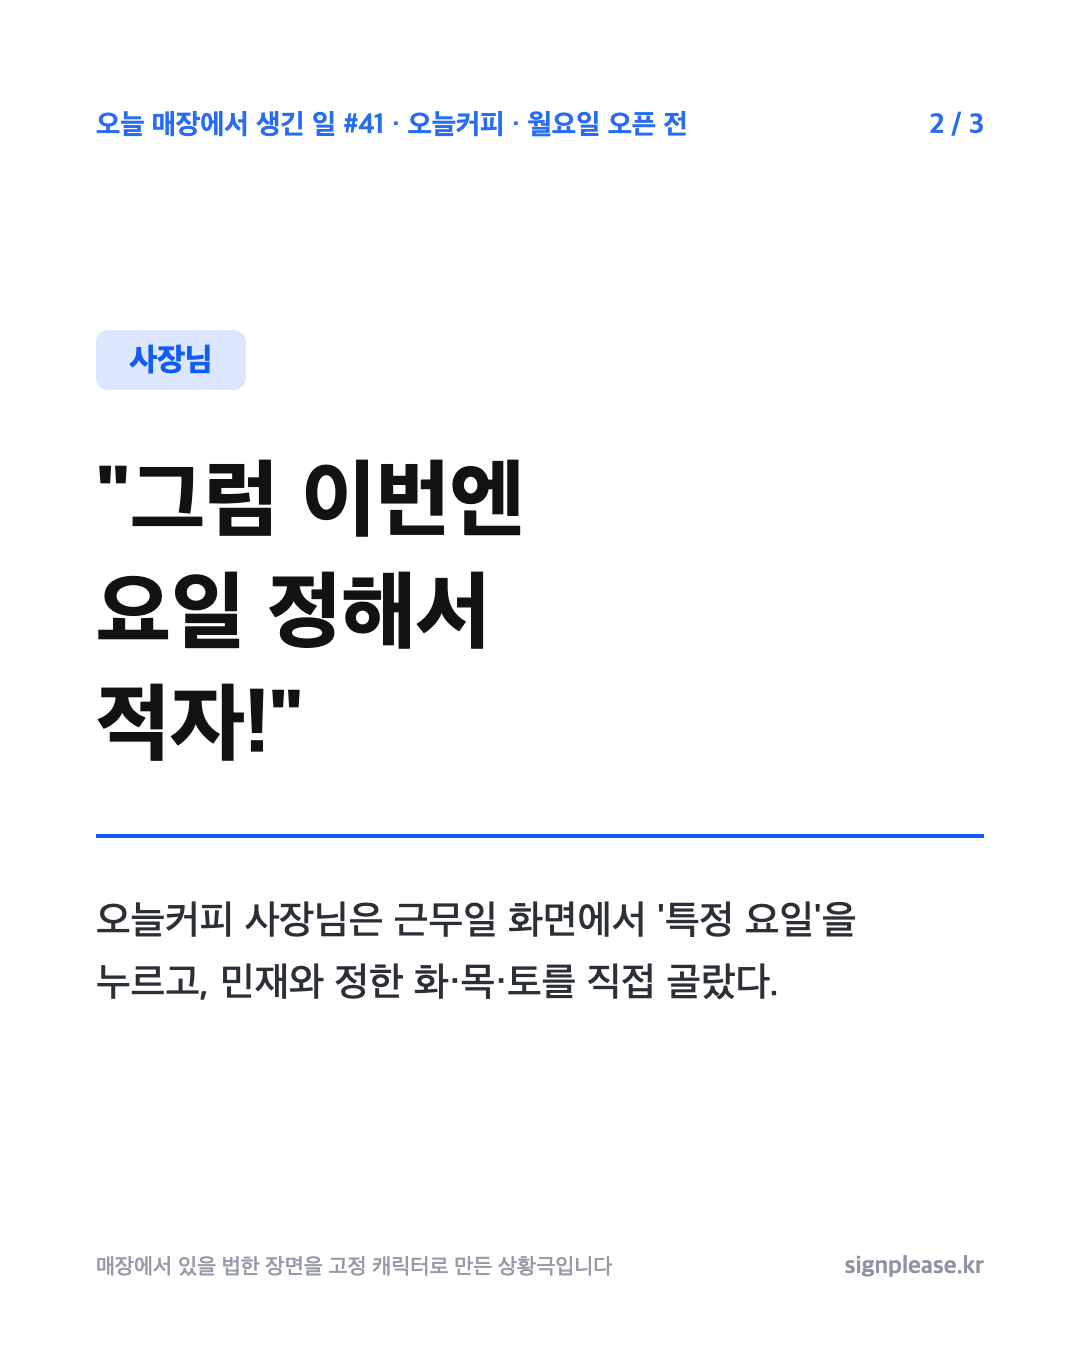 오늘 매장에서 생긴 일 #41 · 오늘커피 · 월요일 오픈 전
2 / 3
사장님
"그럼 이번엔
요일 정해서
적자!"
오늘커피 사장님은 근무일 화면에서 '특정 요일'을
누르고, 민재와 정한 화·목·토를 직접 골랐다.
매장에서 있을 법한 장면을 고정 캐릭터로 만든 상황극입니다
signplease.kr